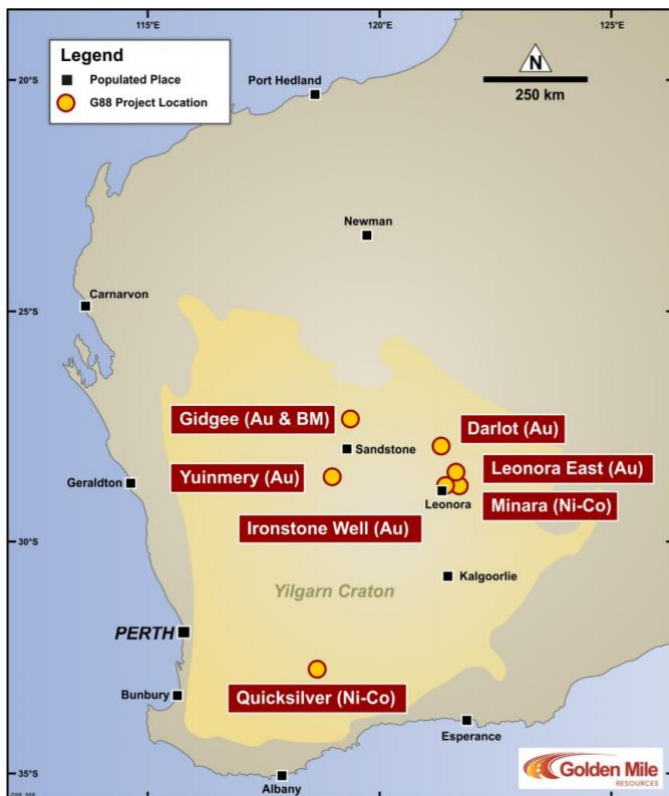 115°E
120°E
125°E
Legend
Populated Place
G88 Project Location
N
250 km
20°S
Port Hedland
Newman
Carnarvon
25°S
Gidgee (Au & BM)
Darlot (Au)
Sandstone
Leonora East (Au)
Yuinmery (Au)
Geraldton
Minara (Ni-Co)
Leonora
Ironstone Well (Au)
30°S
Kalgoorlie
Yilgarn Craton
PERTH
Quicksilver (Ni-Co)
Bunbury
Esperance
Golden Mile
RESOURCES
35°S
Albany